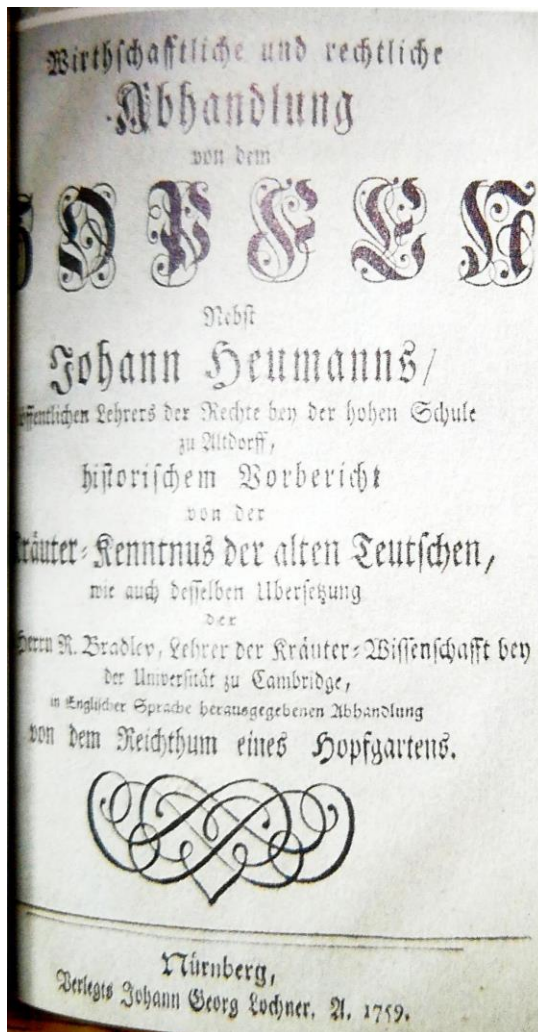 Wirthschafftliche und rechtliche
Abhandlung
von dem
HOPFEN
Nebst
Johann Heumanns/
öffentlichen Lehrers der Rechte bey der hohen Schule
zu Altdorff,
historischem Vorbericht
von der
Kräuter-Kenntnus der alten Teutschen,
wie auch desselben Ubersetzung
der
Herrn R. Bradley, Lehrer der Kräuter-Wissenschafft bey
der Universität zu Cambridge,
in Englischer Sprache herausgegebenen Abhandlung
von dem Reichthum eines Hopfgartens.
Nürnberg,
Verlegts Johann Georg Lochner. A. 1759.